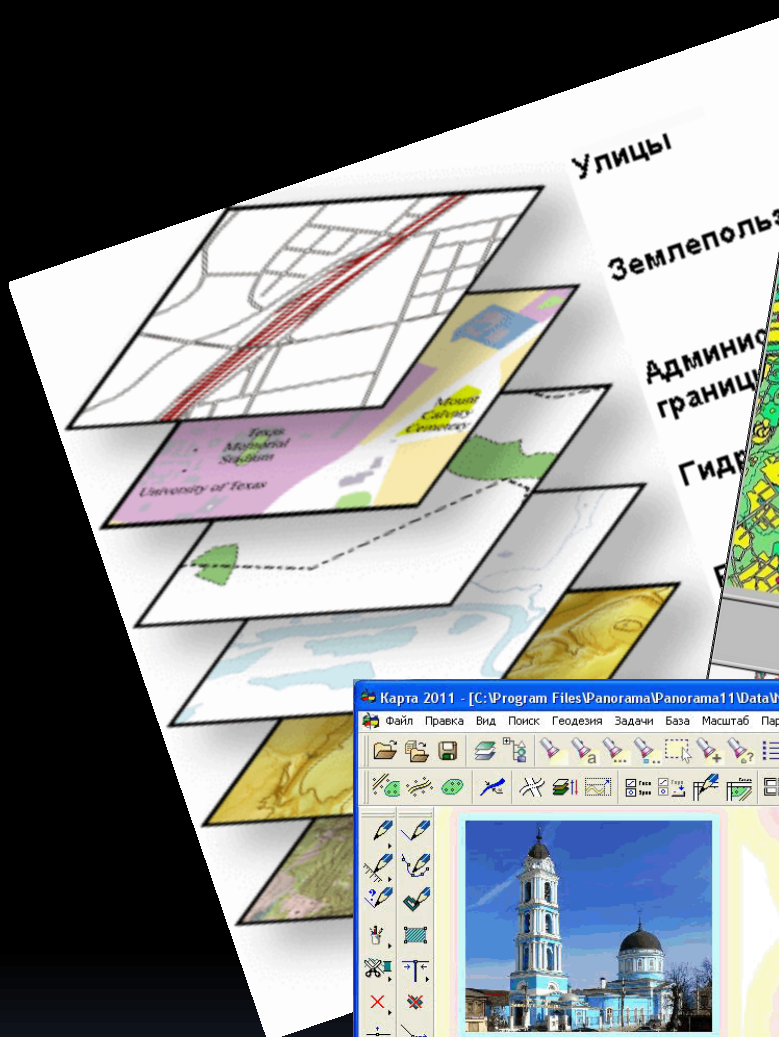 Улицы
Землеполь
Админис
границ
Гидр
Texas
Memorial
Stadium
University of Texas
Mount
Calvary
Cemetery
Карта 2011 - [C:\Program Files\Panorama\Panorama11\Data\
Файл Правка Вид Поиск Геодезия Задачи База Масштаб Пар